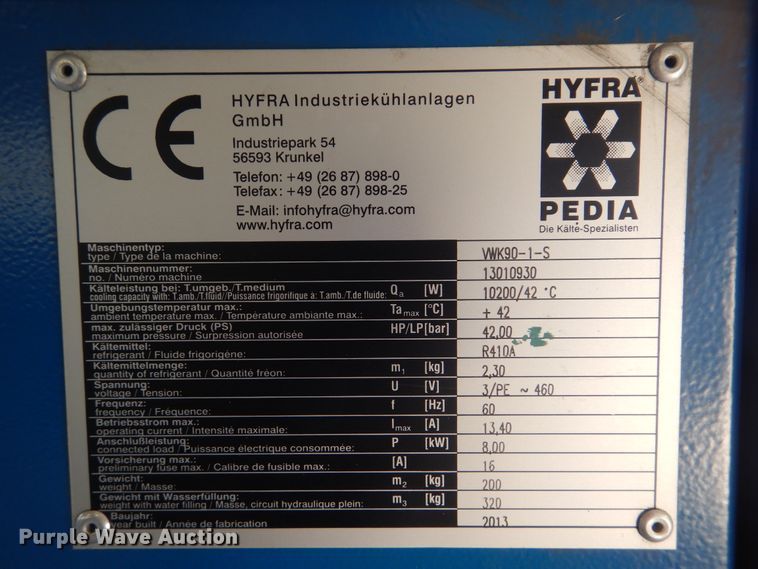 CE
HYFRA Industriekühlanlagen
GmbH
Industriepark 54
56593 Krunkel
Telefon: +49 (26 87) 898-0
Telefax: +49 (26 87) 898-25
E-Mail: infohyfra@hyfra.com
www.hyfra.com
HYFRA®
PEDIA
Die Kälte-Spezialisten
Maschinentyp:
type / Type de la machine: VWK90-1-S
Maschinennummer:
no. / Numéro machine 13010930
Kälteleistung bei: T.umgeb./T.medium
cooling capacity with: T.amb./T.fluid/Puissance frigorifique à: T.amb./T.de fluide: Qa [W] 10200/42 °C
Umgebungstemperatur max.:
ambient temperature max./ Température ambiante max.: Ta max [°C] + 42
max. zulässiger Druck (PS)
maximum pressure / Surpression autorisée HP/LP[bar] 42,00
Kältemittel:
refrigerant / Fluide frigorigène: R410A
Kältemittelmenge:
quantity of refrigerant / Quantité fréon: m1 [kg] 2,30
Spannung:
voltage / Tension: U [V] 3/PE ~ 460
Frequenz:
frequency / Fréquence: f [Hz] 60
Betriebsstrom max.:
operating current / Intensité maximale: Imax [A] 13,40
Anschlußleistung:
connected load / Puissance électrique consommée: P [kW] 8,00
Vorsicherung max.:
preliminary fuse max. / Calibre de fusible max.: [A] 16
Gewicht:
weight / Masse: m2 [kg] 200
Gewicht mit Wasserfüllung:
weight with water filling / Masse, circuit hydraulique plein: m3 [kg] 320
Baujahr:
year built / Année de fabrication 2013
Purple Wave Auction